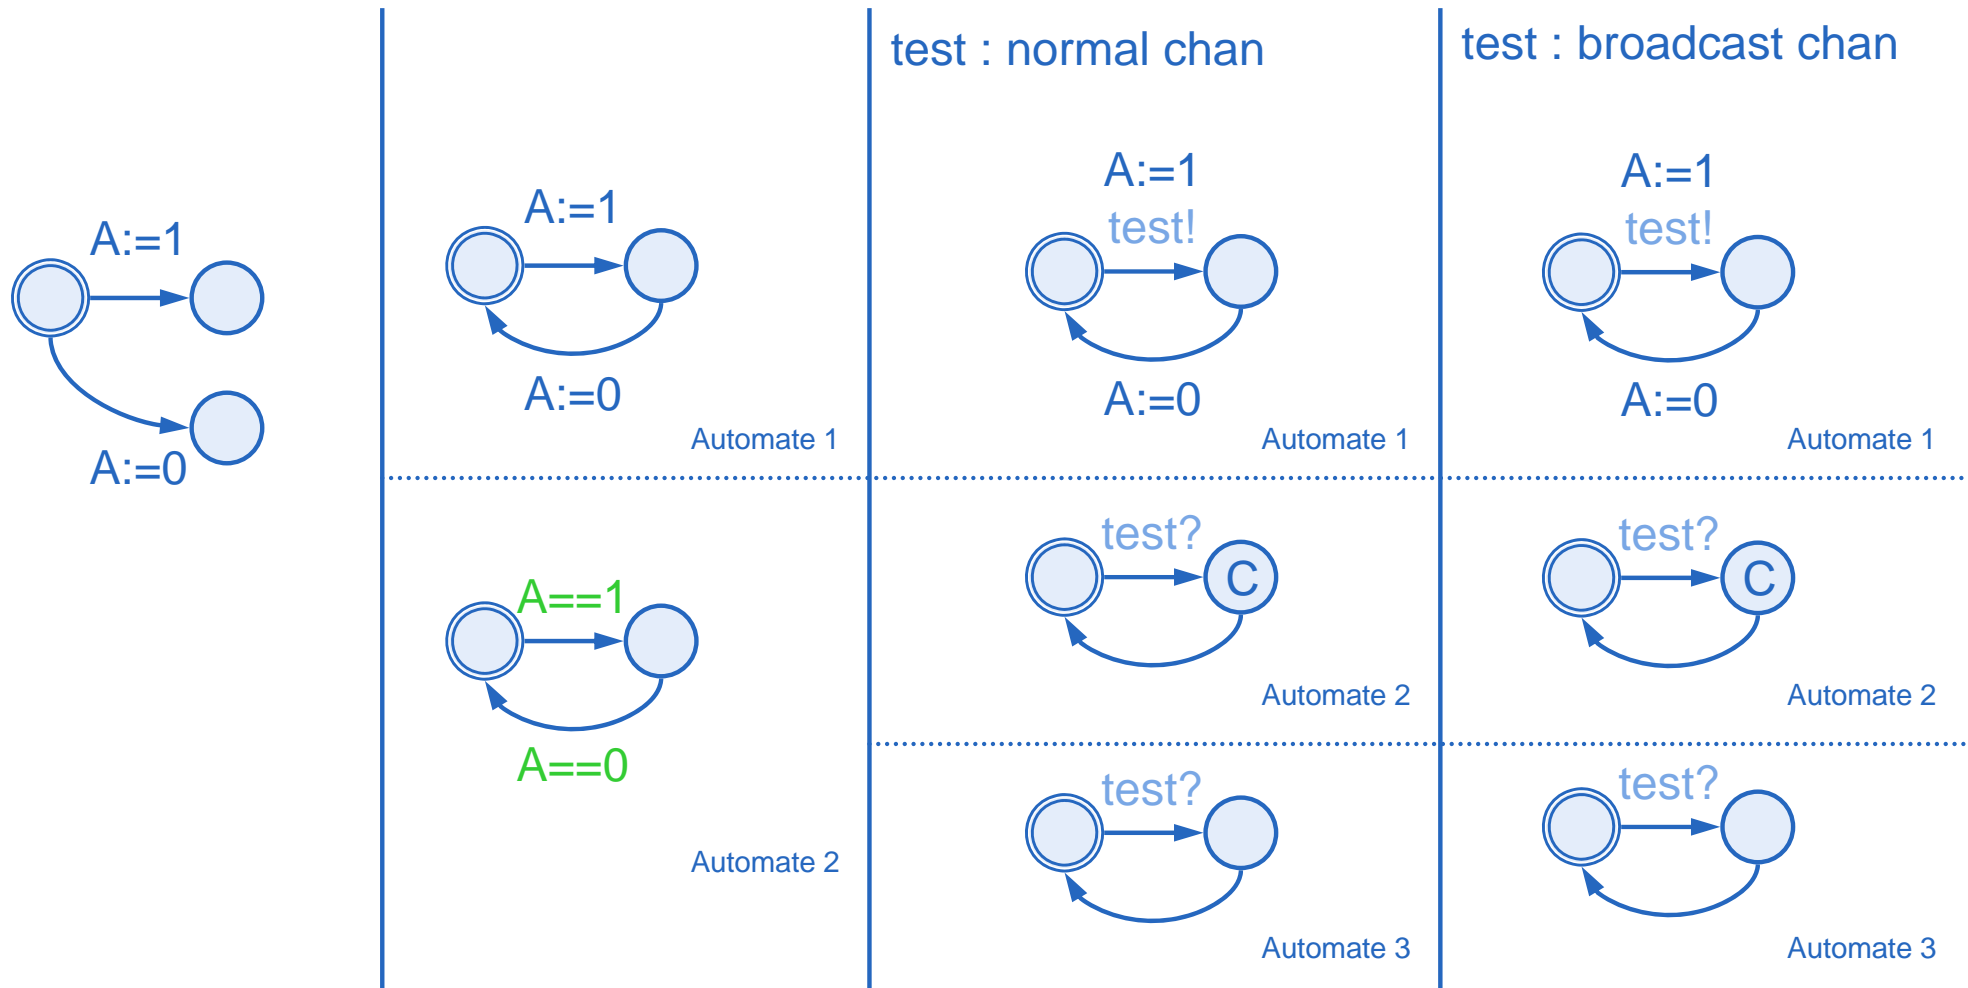 A:=1
A:=0
A:=1
A:=0
Automate 1
A==1
A==0
Automate 2
test : normal chan
A:=1
test!
A:=0
Automate 1
test?
C
Automate 2
test?
Automate 3
test : broadcast chan
A:=1
test!
A:=0
Automate 1
test?
C
Automate 2
test?
Automate 3